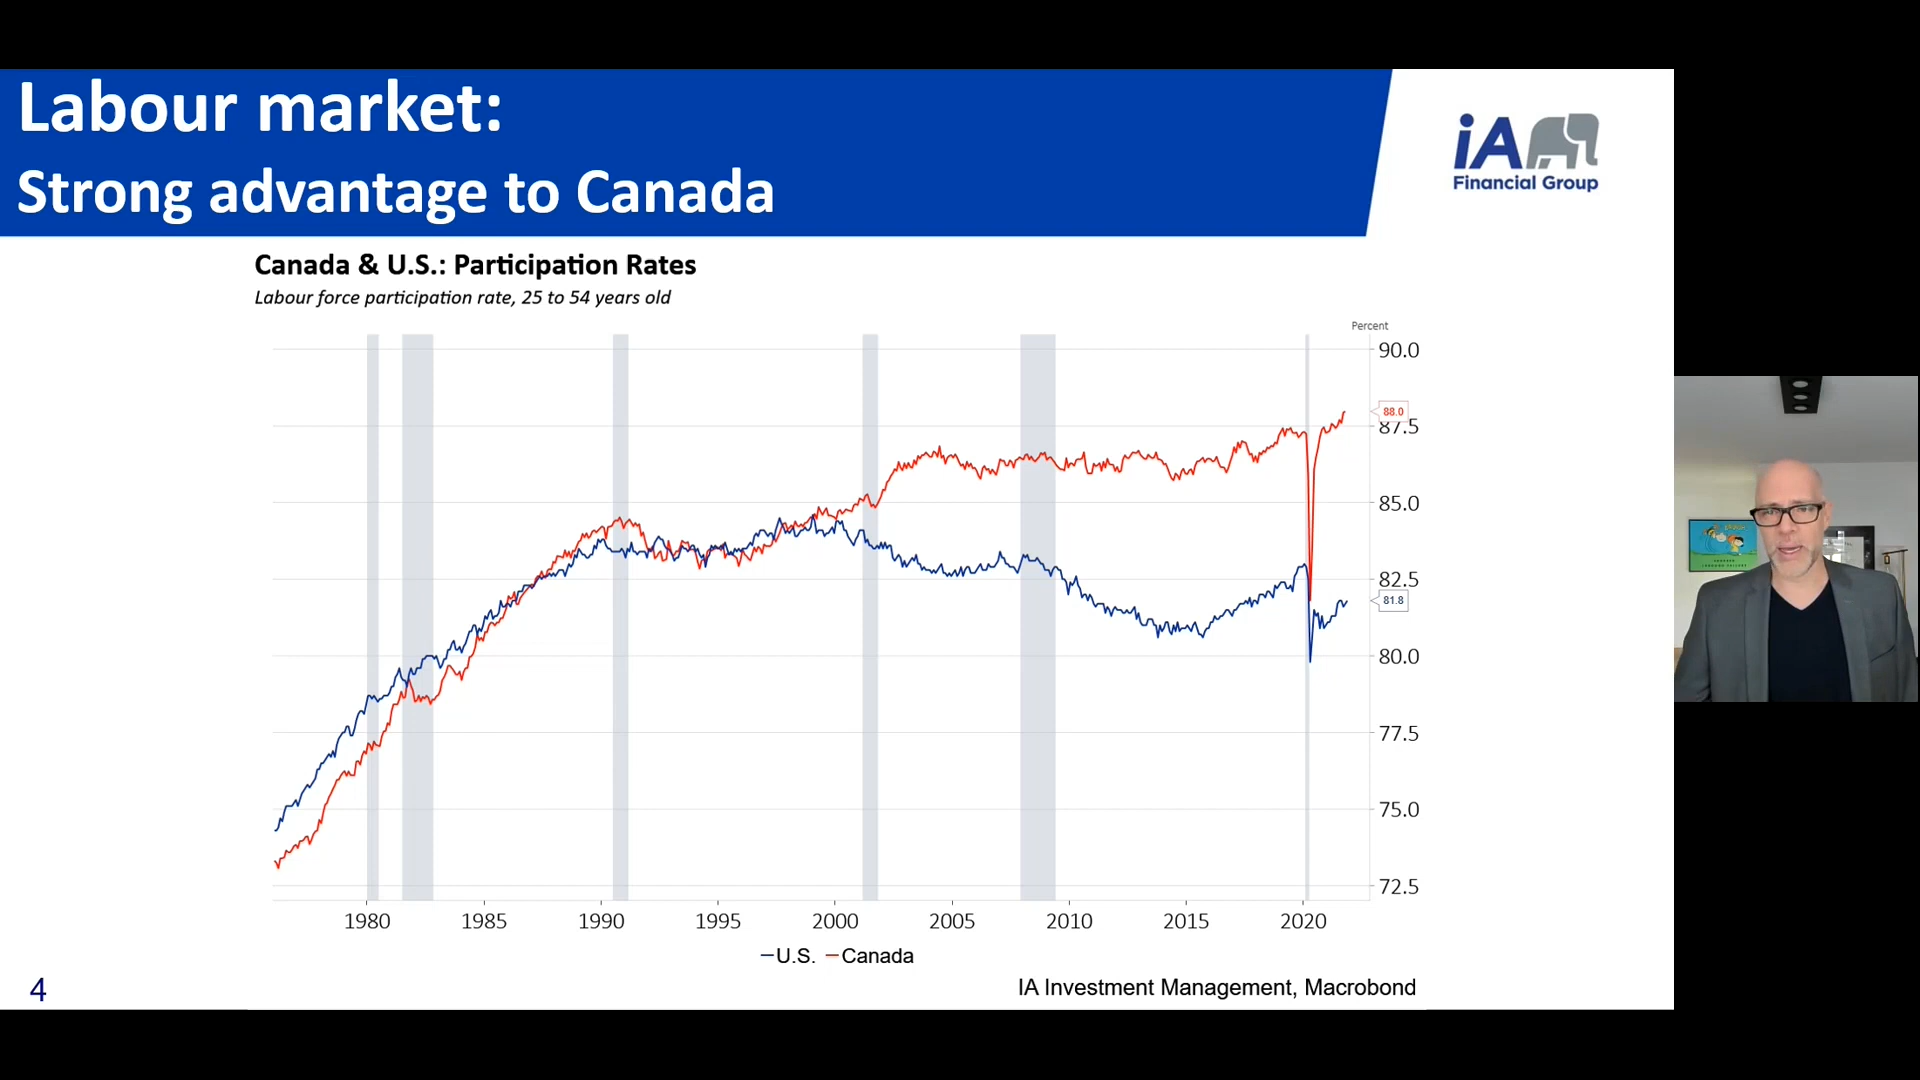 Labour market:
Strong advantage to Canada
iA
Financial Group
Canada & U.S.: Participation Rates
Labour force participation rate, 25 to 54 years old
Percent
90.0
88.0
87.5
85.0
82.5
81.8
80.0
77.5
75.0
72.5
1980 1985 1990 1995 2000 2005 2010 2015 2020
U.S. Canada
4
IA Investment Management, Macrobond